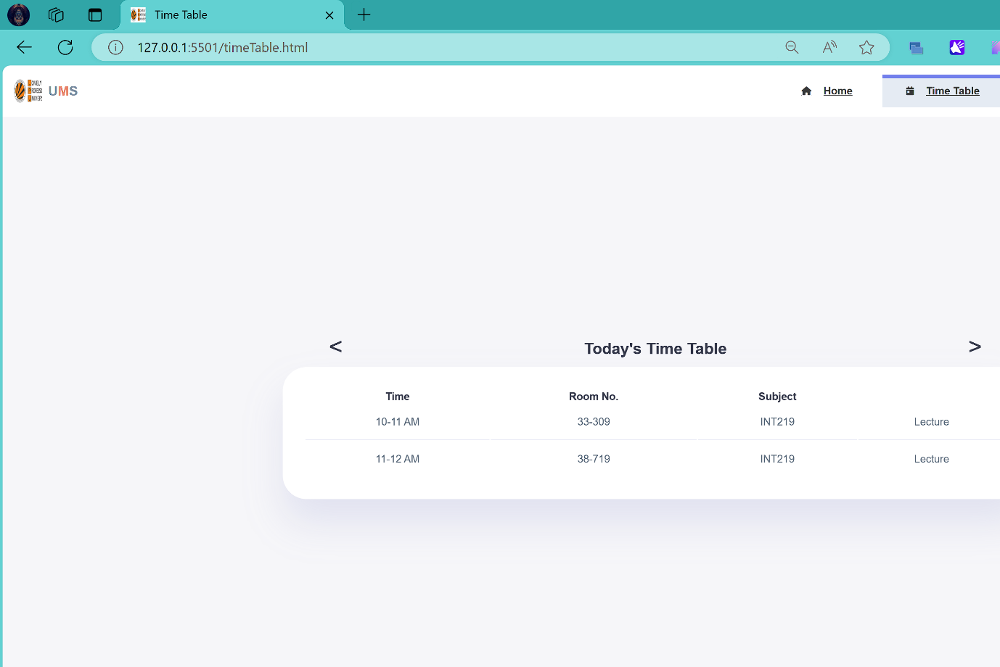 Time Table
127.0.0.1:5501/timeTable.html
UMS
Home
Time Table
< Today's Time Table >
Time Room No. Subject
10-11 AM 33-309 INT219 Lecture
11-12 AM 38-719 INT219 Lecture